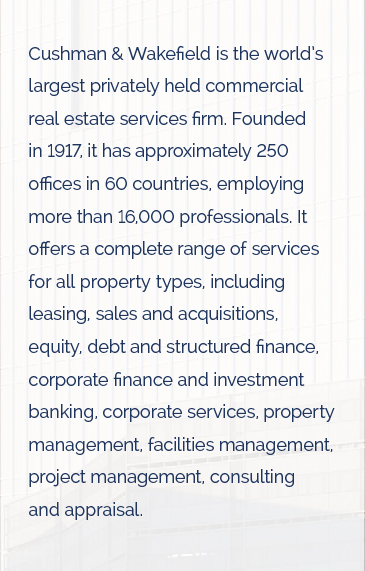 Cushman & Wakefield is the world's
largest privately held commercial
real estate services firm. Founded
in 1917, it has approximately 250
offices in 60 countries, employing
more than 16,000 professionals. It
offers a complete range of services
for all property types, including
leasing, sales and acquisitions,
equity, debt and structured finance,
corporate finance and investment
banking, corporate services, property
management, facilities management,
project management, consulting
and appraisal.